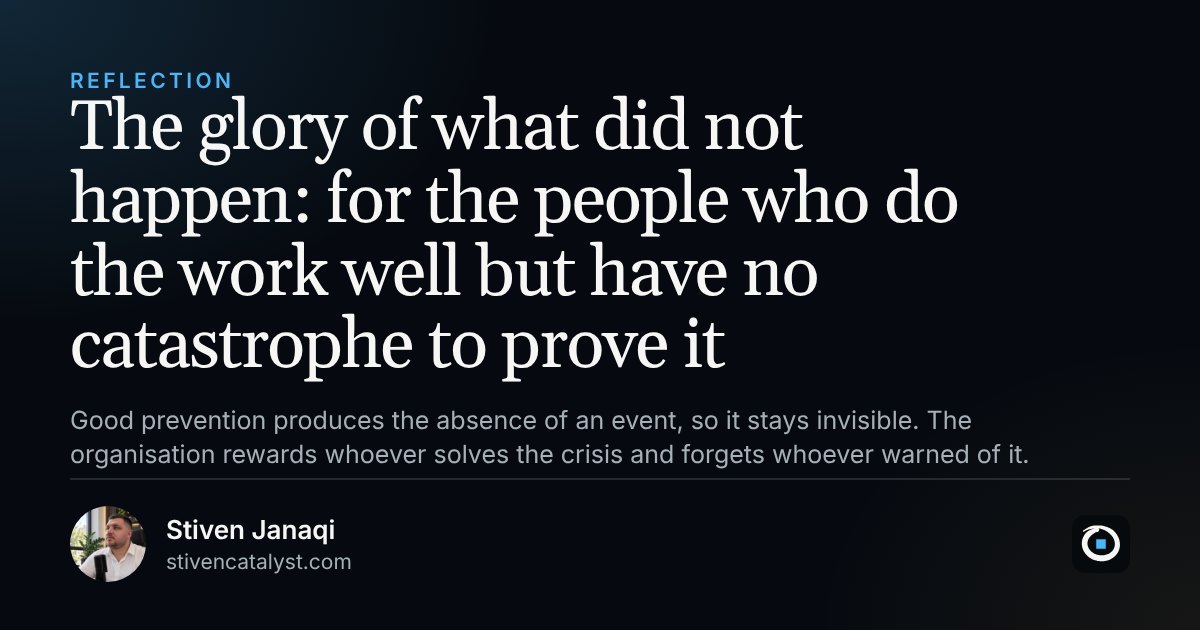 REFLECTION
The glory of what did not
happen: for the people who do
the work well but have no
catastrophe to prove it
Good prevention produces the absence of an event, so it stays invisible. The
organisation rewards whoever solves the crisis and forgets whoever warned of it.
Stiven Janaqi
stivencatalyst.com